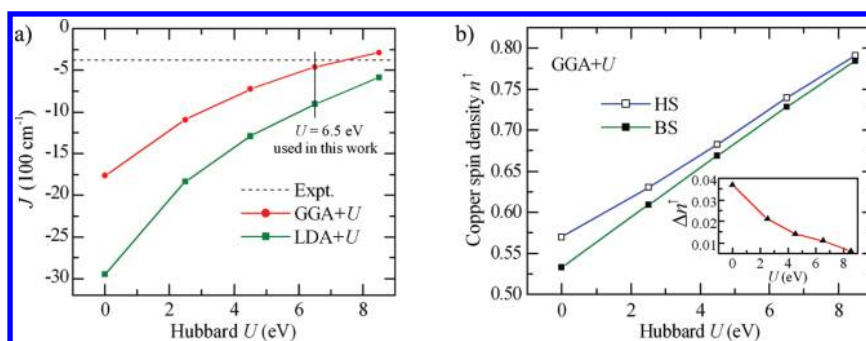 a)
0
-5
-10
-15
-20
-25
-30
J (100 cm⁻¹)
U = 6.5 eV
used in this work
Expt.
GGA+U
LDA+U
0 2 4 6 8
Hubbard U (eV)
b)
0.80
0.75
0.70
0.65
0.60
0.55
0.50
Copper spin density n↑
GGA+U
HS
BS
0.04
0.03
0.02
0.01
Δn↑
0 2 4 6 8
U (eV)
0 2 4 6 8
Hubbard U (eV)